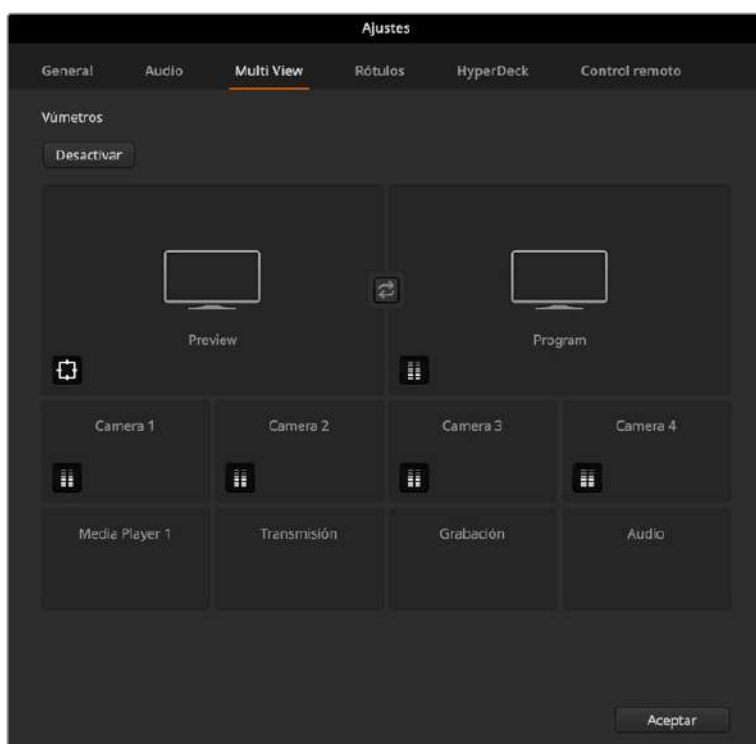 Ajustes
General Audio Multi View Rótulos HyperDeck Control remoto
Vúmetros
Desactivar
Preview Program
Camera 1 Camera 2 Camera 3 Camera 4
Media Player 1 Transmisión Grabación Audio
Aceptar